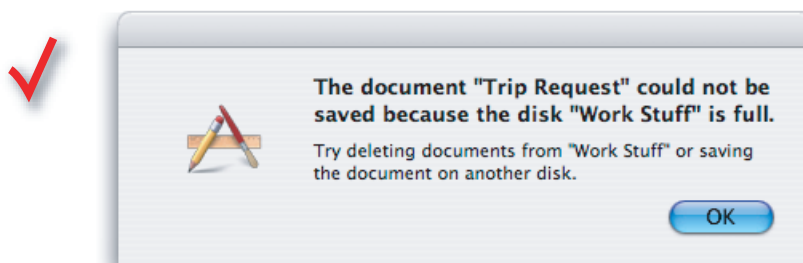 The document "Trip Request" could not be
saved because the disk "Work Stuff" is full.
Try deleting documents from "Work Stuff" or saving
the document on another disk.
OK